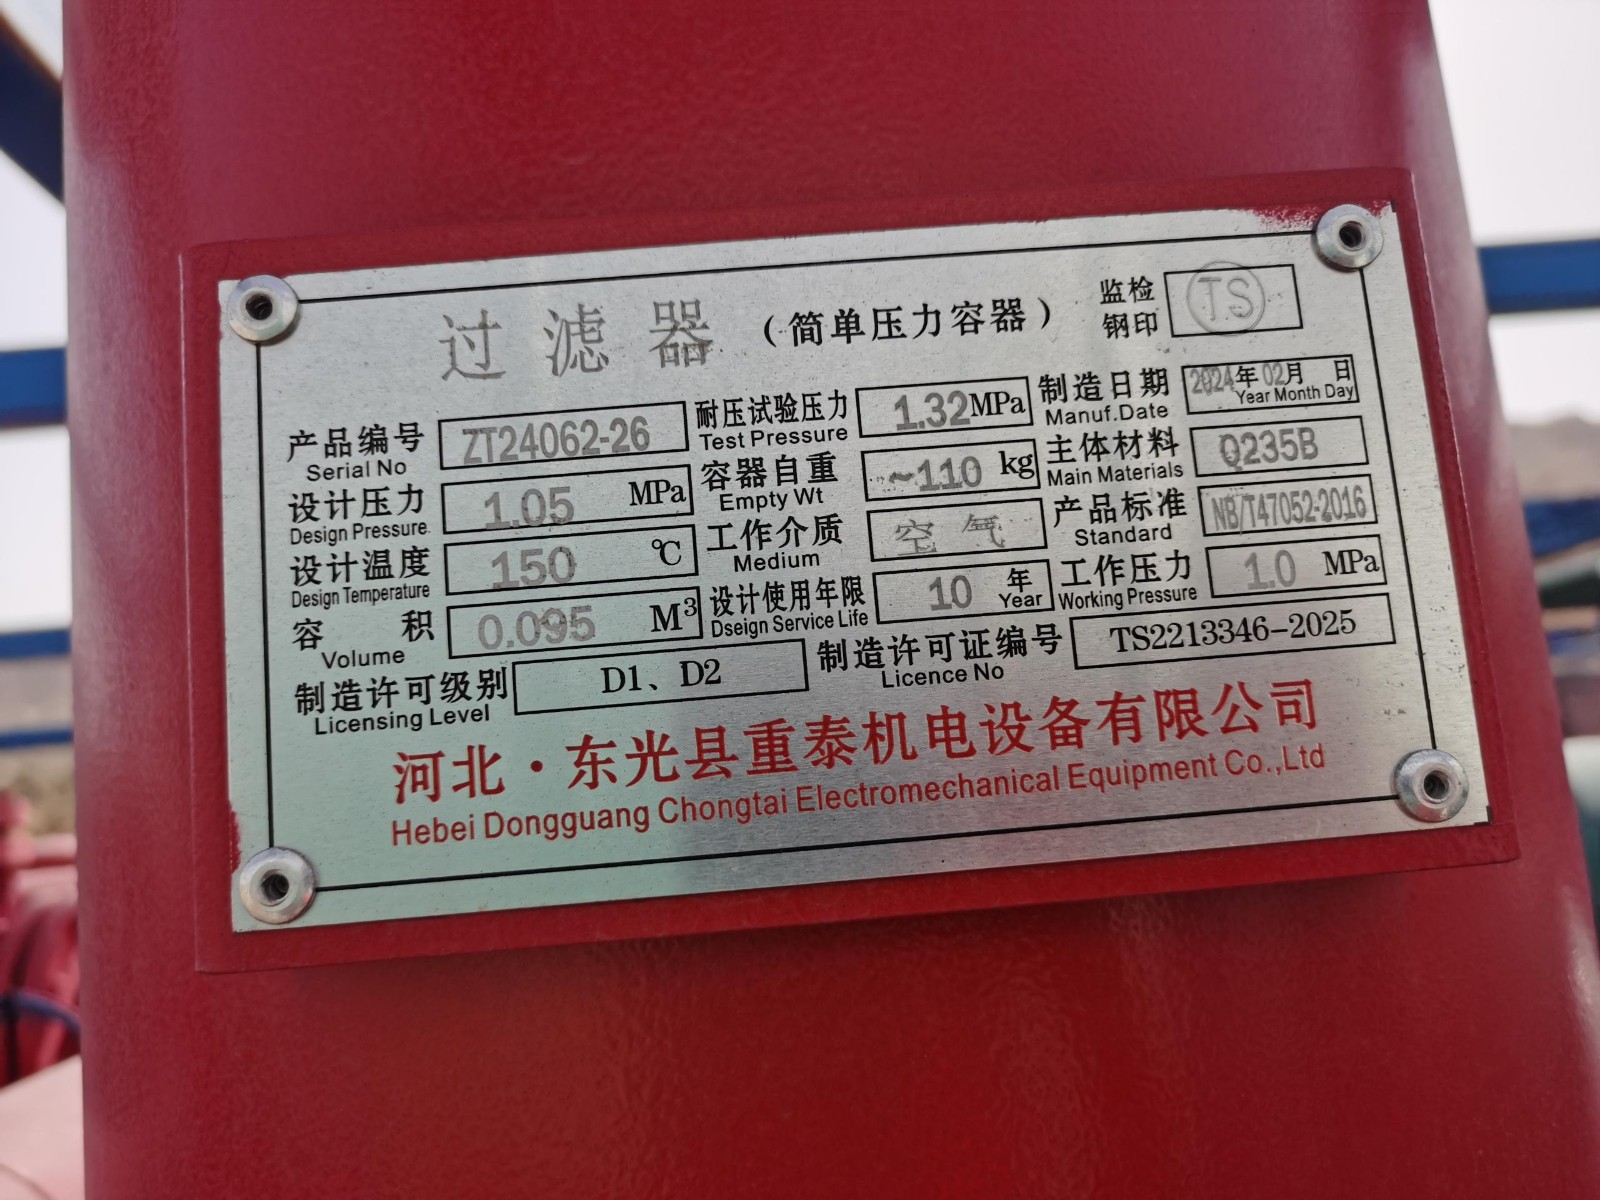 过滤器（简单压力容器） 监检钢印 TS
产品编号 Serial No ZT24062-26 耐压试验压力 Test Pressure 1.32 MPa 制造日期 Manuf.Date 2024年02月 日 Year Month Day
设计压力 Design Pressure. 1.05 MPa 容器自重 Empty Wt ~110 kg 主体材料 Main Materials Q235B
设计温度 Design Temperature 150 ℃ 工作介质 Medium 空气 产品标准 Standard NB/T47052-2016
容积 Volume 0.095 M³ 设计使用年限 Dseign Service Life 10 年 Year 工作压力 Working Pressure 1.0 MPa
制造许可级别 Licensing Level D1、D2 制造许可证编号 Licence No TS2213346-2025
河北·东光县重泰机电设备有限公司
Hebei Dongguang Chongtai Electromechanical Equipment Co.,Ltd